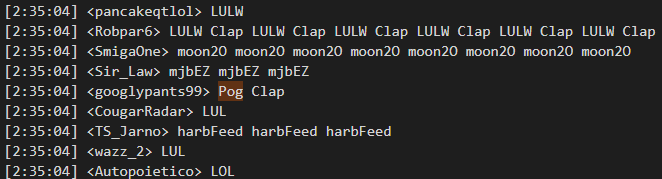 [2:35:04] <pancakeqtlol> LULW
[2:35:04] <Robpar6> LULW Clap LULW Clap LULW Clap LULW Clap LULW Clap LULW Clap
[2:35:04] <SmigaOne> moon2O moon2O moon2O moon2O moon2O moon2O moon2O moon2O
[2:35:04] <Sir_Law> mjbEZ mjbEZ mjbEZ
[2:35:04] <googlypants99> Pog Clap
[2:35:04] <CougarRadar> LUL
[2:35:04] <TS_Jarno> harbFeed harbFeed harbFeed
[2:35:04] <wazz_2> LUL
[2:35:04] <Autopoietico> LOL